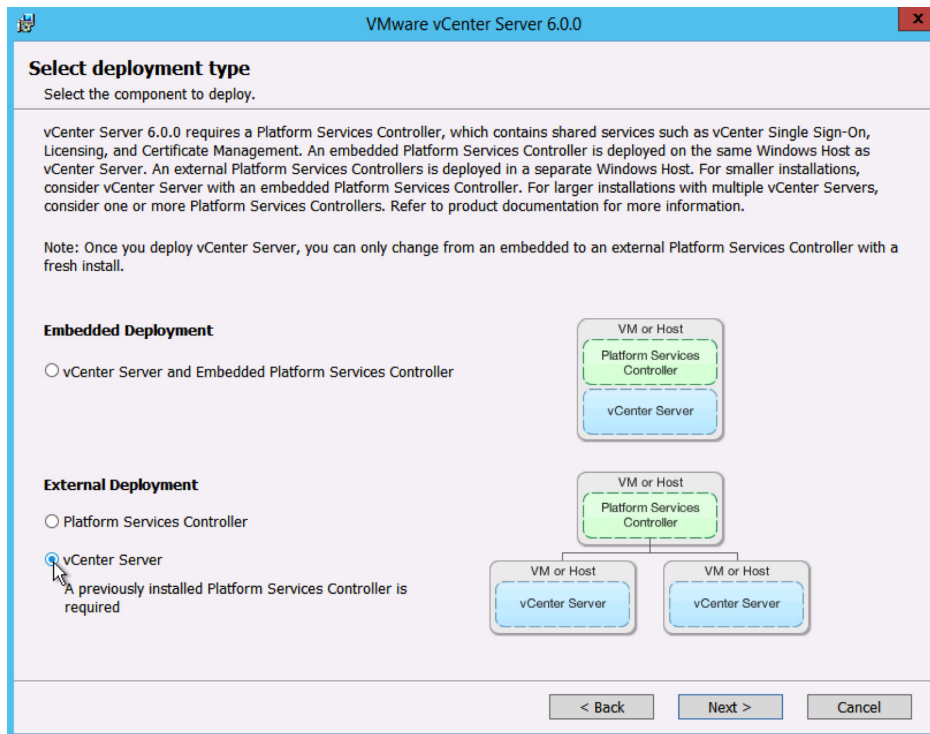 VMware vCenter Server 6.0.0
x
Select deployment type
Select the component to deploy.
vCenter Server 6.0.0 requires a Platform Services Controller, which contains shared services such as vCenter Single Sign-On,
Licensing, and Certificate Management. An embedded Platform Services Controller is deployed on the same Windows Host as
vCenter Server. An external Platform Services Controllers is deployed in a separate Windows Host. For smaller installations,
consider vCenter Server with an embedded Platform Services Controller. For larger installations with multiple vCenter Servers,
consider one or more Platform Services Controllers. Refer to product documentation for more information.
Note: Once you deploy vCenter Server, you can only change from an embedded to an external Platform Services Controller with a
fresh install.
Embedded Deployment
vCenter Server and Embedded Platform Services Controller
VM or Host
Platform Services
Controller
vCenter Server
External Deployment
Platform Services Controller
vCenter Server
A previously installed Platform Services Controller is
required
VM or Host
Platform Services
Controller
VM or Host
vCenter Server
VM or Host
vCenter Server
< Back
Next >
Cancel